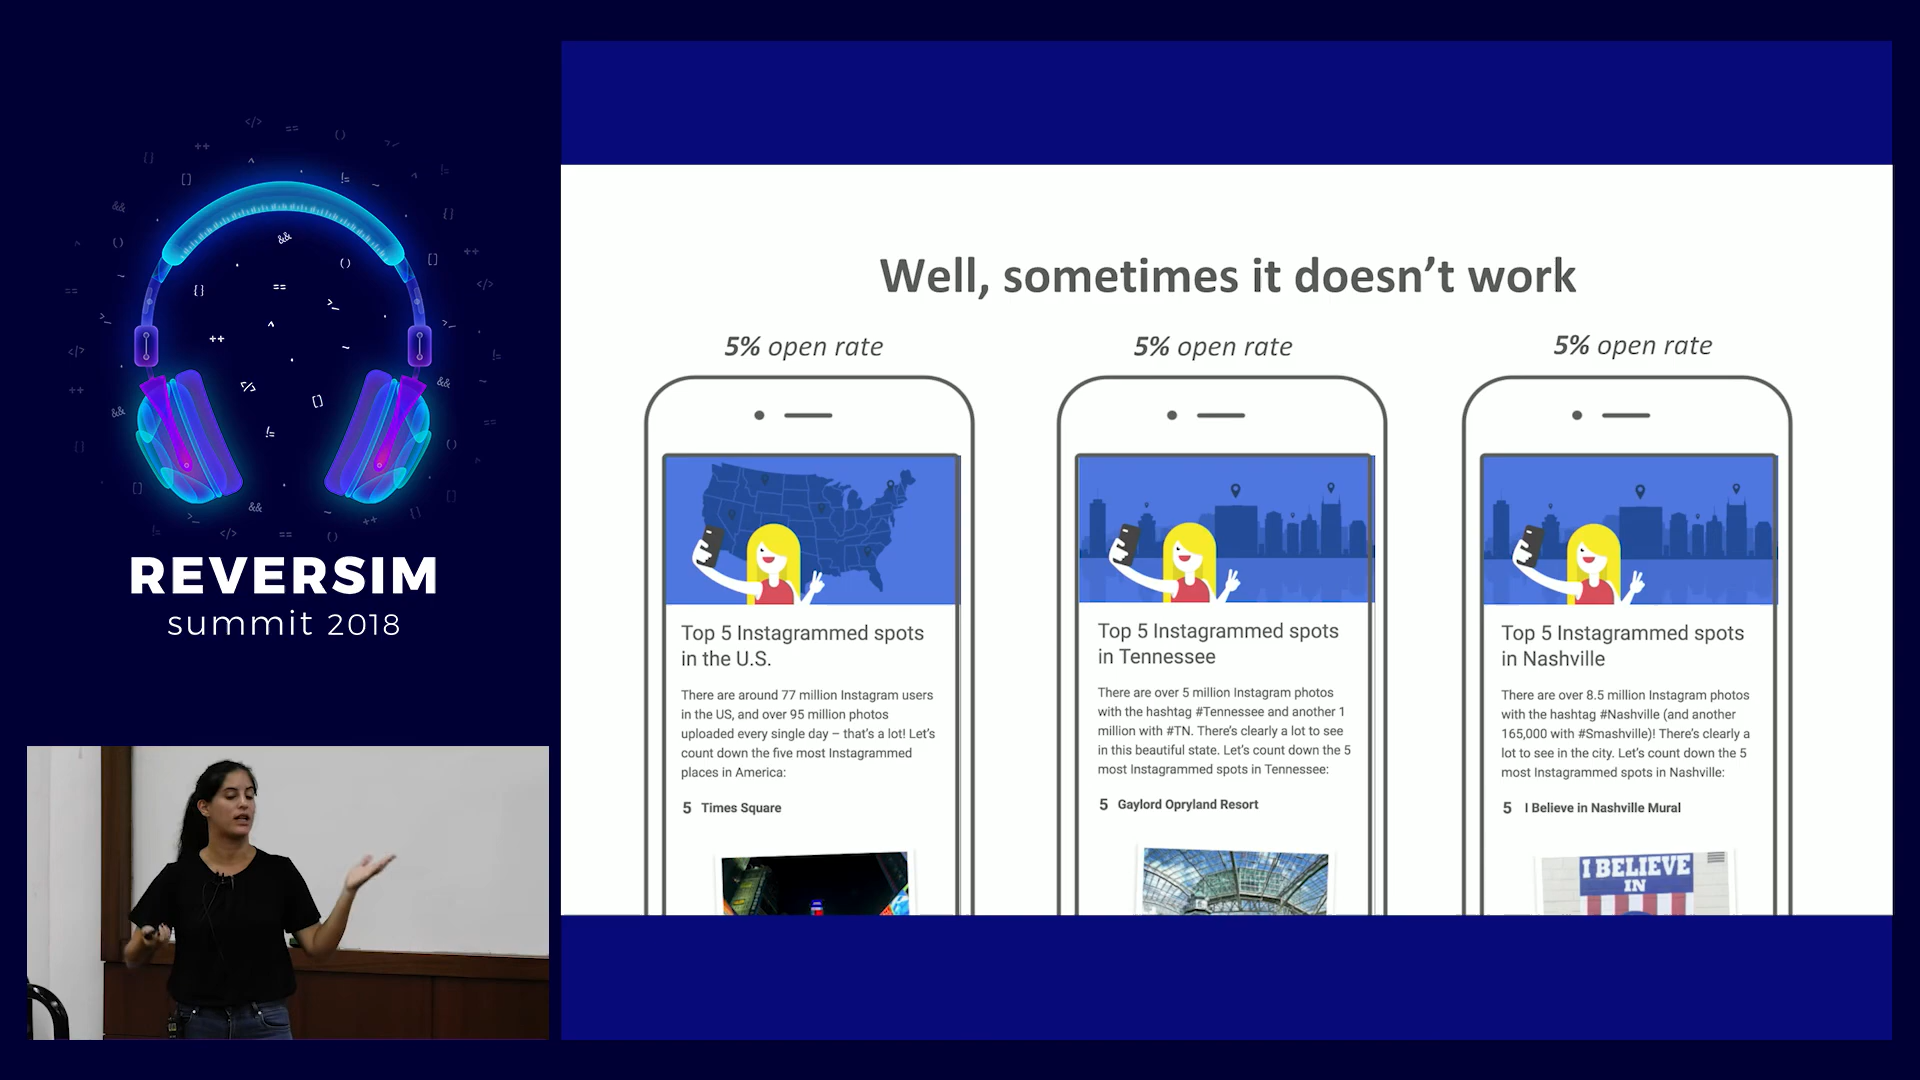 REVERSIM
summit 2018
Well, sometimes it doesn’t work
5% open rate
5% open rate
5% open rate
Top 5 Instagrammed spots
in the U.S.
There are around 77 million Instagram users
in the US, and over 95 million photos
uploaded every single day – that’s a lot! Let’s
count down the five most Instagrammed
places in America:
5 Times Square
Top 5 Instagrammed spots
in Tennessee
There are over 5 million Instagram photos
with the hashtag #Tennessee and another 1
million with #TN. There’s clearly a lot to see
in this beautiful state. Let’s count down the 5
most Instagrammed spots in Tennessee:
5 Gaylord Opryland Resort
Top 5 Instagrammed spots
in Nashville
There are over 8.5 million Instagram photos
with the hashtag #Nashville (and another
165,000 with #Smashville)! There’s clearly a
lot to see in the city. Let’s count down the 5
most Instagrammed spots in Nashville:
5 I Believe in Nashville Mural
I BELIEVE
IN